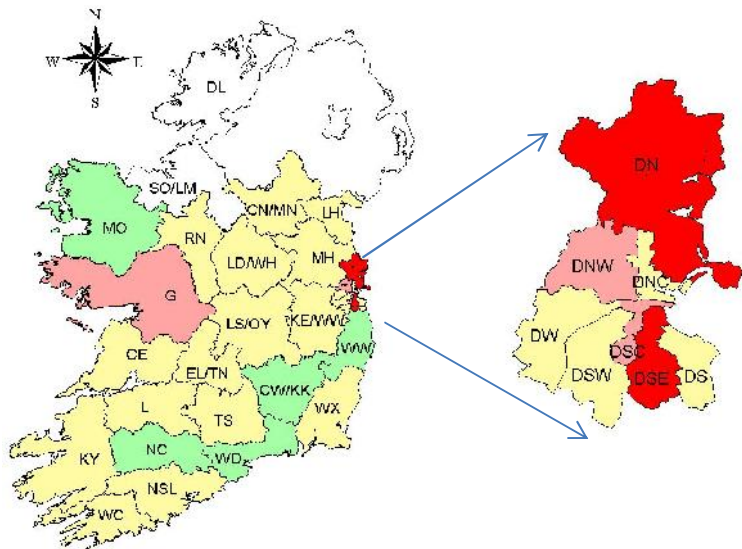 N
W E
S
DL
SO/LM
MO
CN/MN
LH
RN
LD/WH
MH
G
LS/OY
KE/WW
WW
CE
EL/TN
CW/KK
L
TS
WX
NC
WD
KY
NSL
WC
DN
DNW
DNC
DW
DSC
DSW
DSE
DS